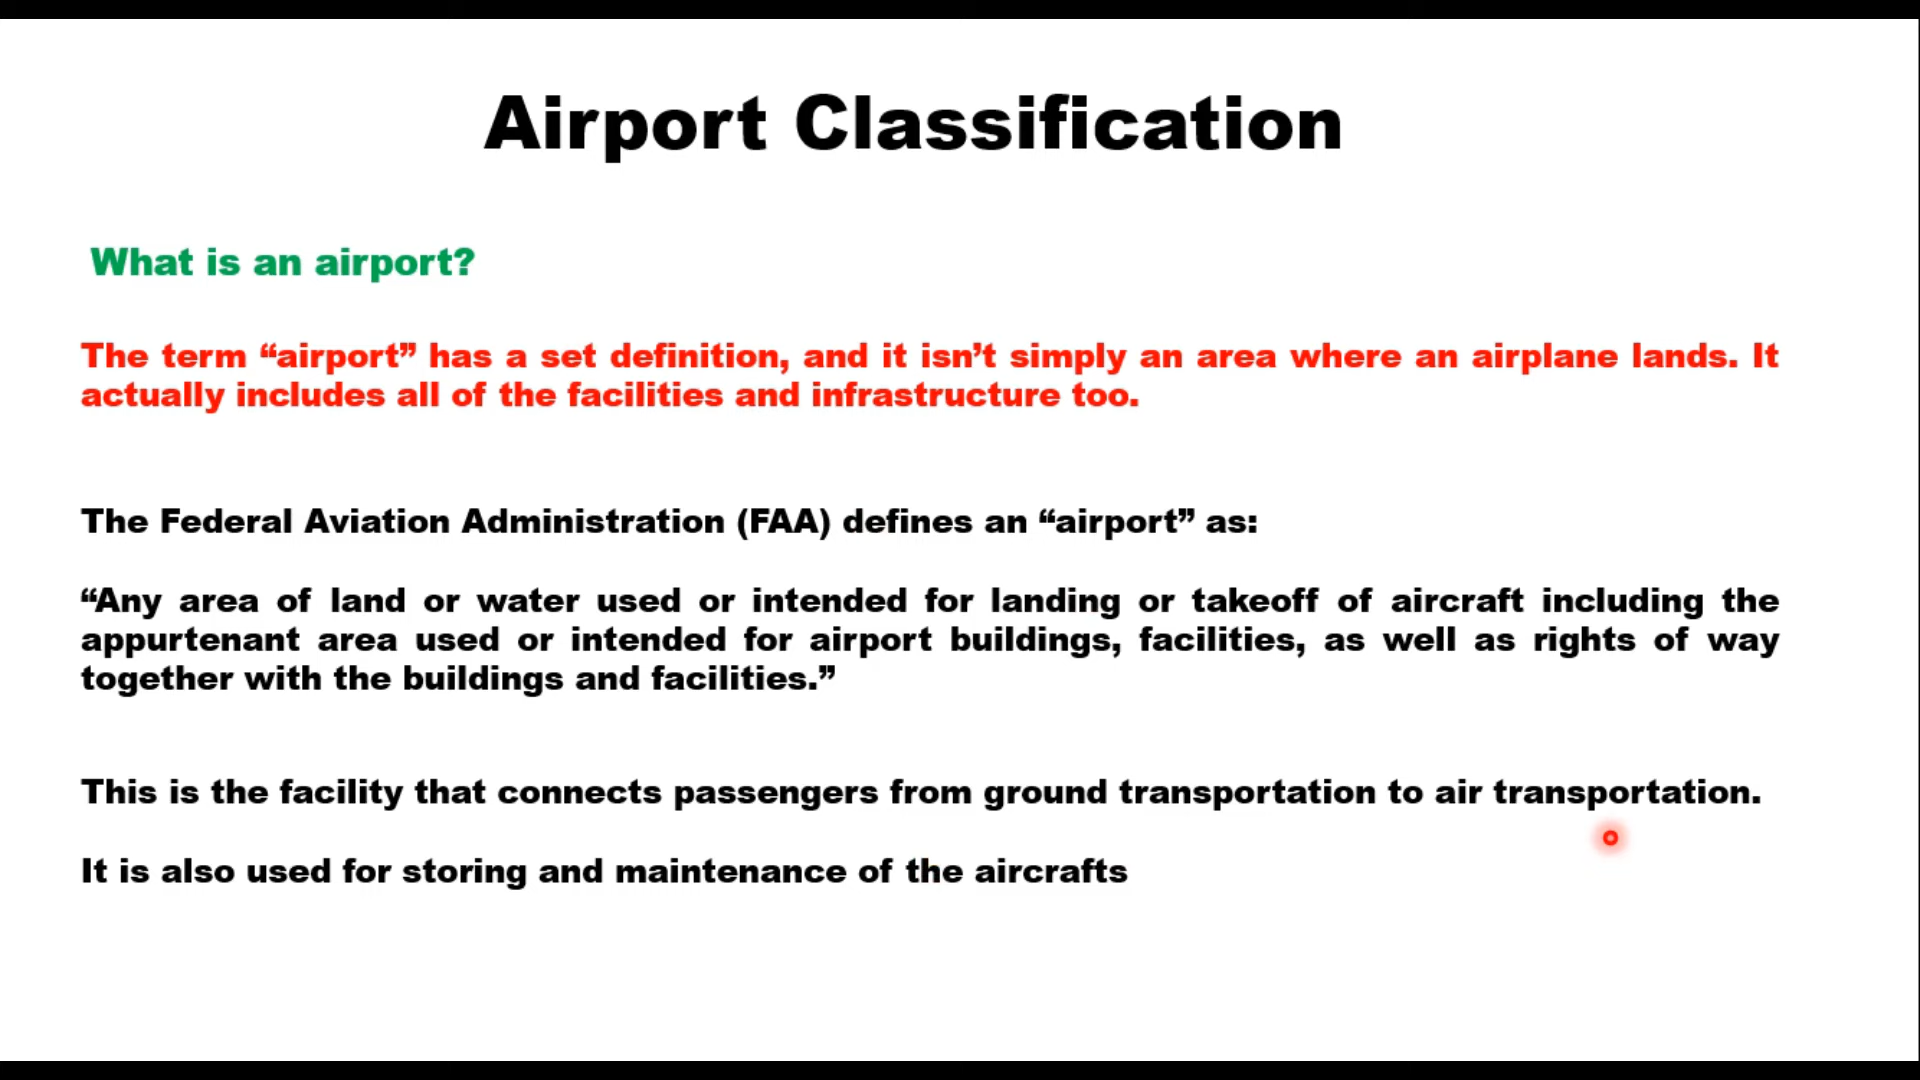 Airport Classification
What is an airport?
The term “airport” has a set definition, and it isn’t simply an area where an airplane lands. It
actually includes all of the facilities and infrastructure too.
The Federal Aviation Administration (FAA) defines an “airport” as:
“Any area of land or water used or intended for landing or takeoff of aircraft including the
appurtenant area used or intended for airport buildings, facilities, as well as rights of way
together with the buildings and facilities.”
This is the facility that connects passengers from ground transportation to air transportation.
It is also used for storing and maintenance of the aircrafts